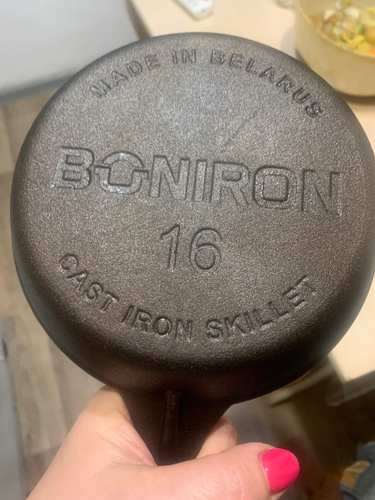 MADE IN BELARUS
BONIRON
16
CAST IRON SKILLET